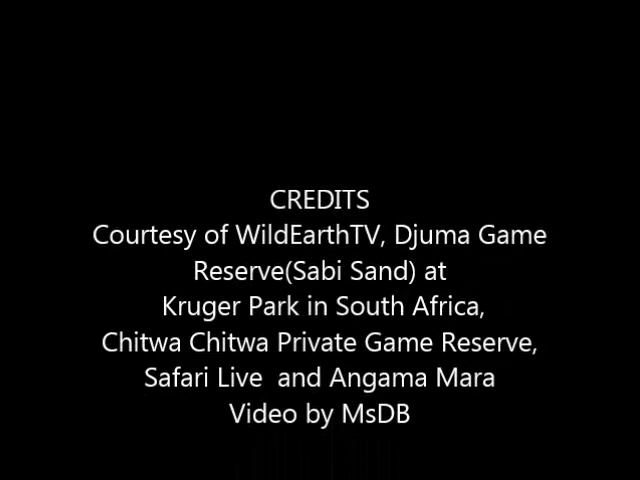 CREDITS
Courtesy of WildEarthTV, Djuma Game
Reserve(Sabi Sand) at
Kruger Park in South Africa,
Chitwa Chitwa Private Game Reserve,
Safari Live  and Angama Mara
Video by MsDB